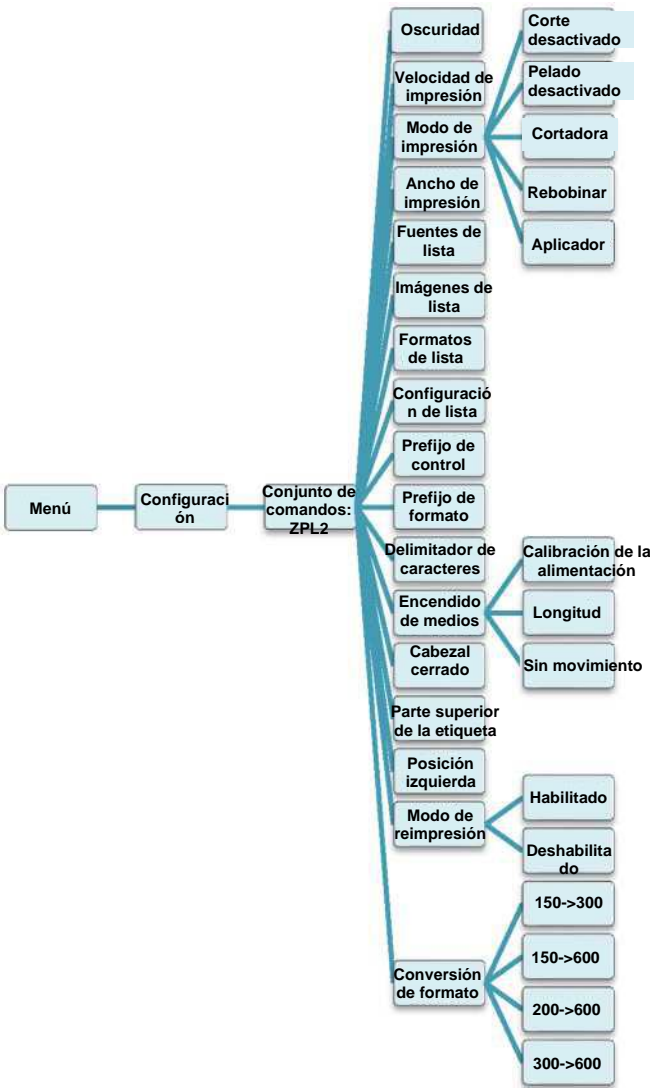 Menú
Configuraci
ón
Conjunto de
comandos:
ZPL2
Oscuridad
Velocidad de
impresión
Modo de
impresión
Corte
desactivado
Pelado
desactivado
Cortadora
Rebobinar
Aplicador
Ancho de
impresión
Fuentes de
lista
Imágenes de
lista
Formatos
de lista
Configuració
n de lista
Prefijo de
control
Prefijo de
formato
Delimitador de
caracteres
Encendido
de medios
Calibración de la
alimentación
Longitud
Sin movimiento
Cabezal
cerrado
Parte superior
de la etiqueta
Posición
izquierda
Modo de
reimpresión
Habilitado
Deshabilita
do
Conversión
de formato
150->300
150->600
200->600
300->600